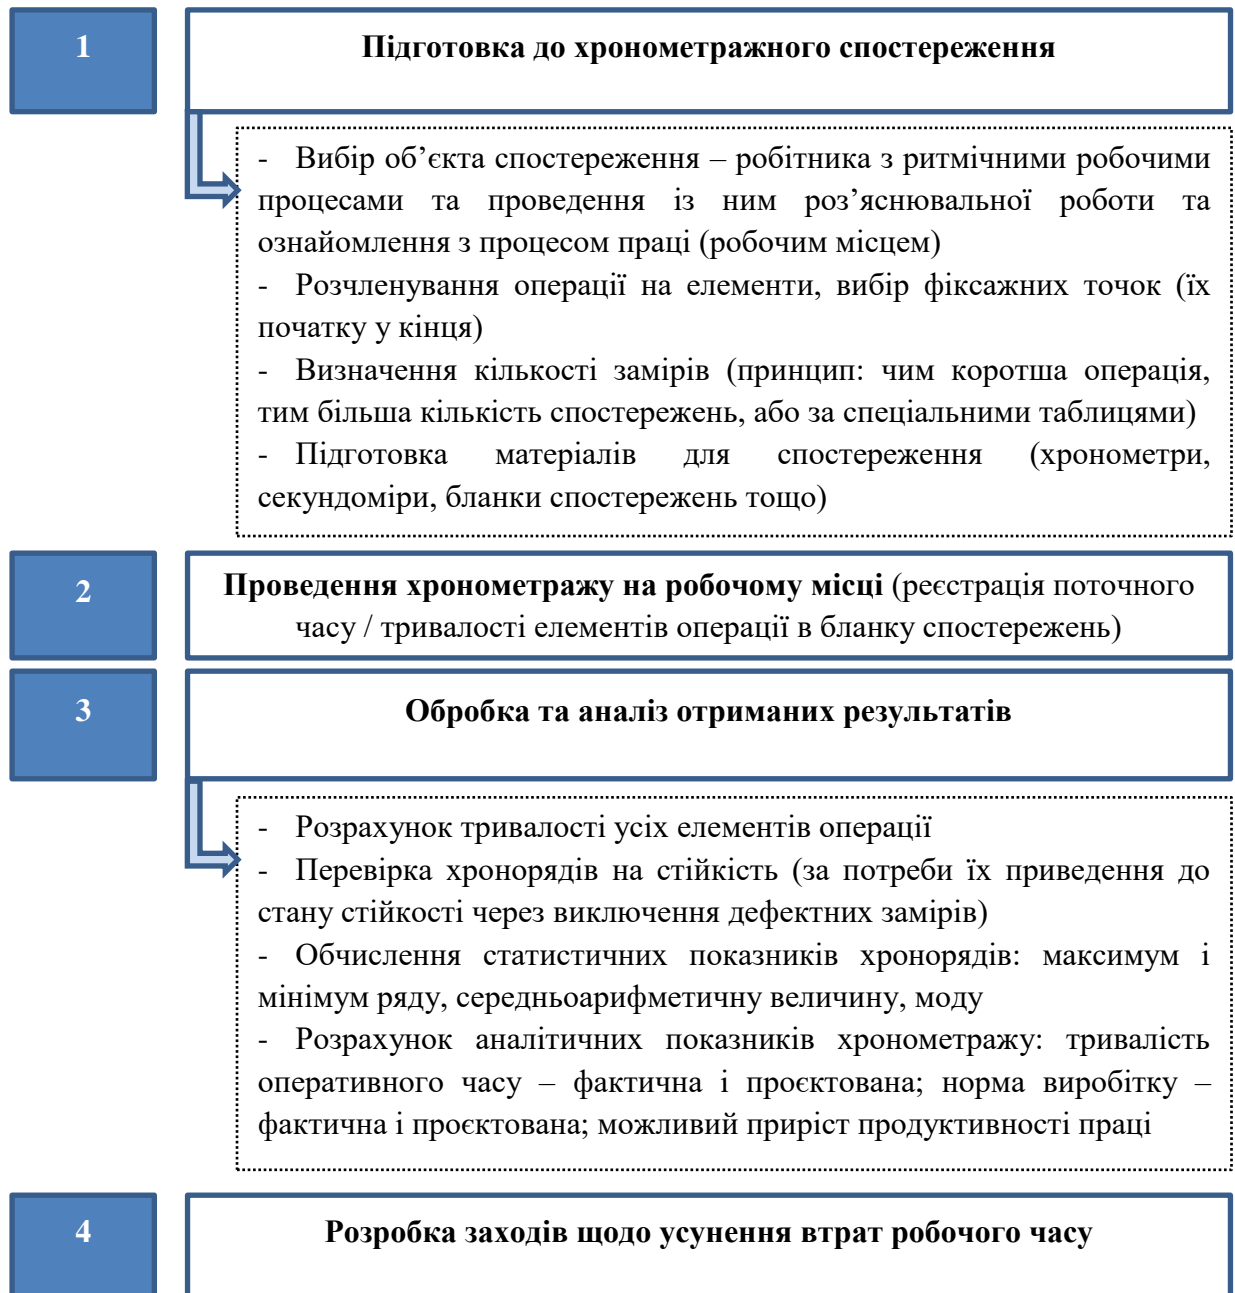 1
Підготовка до хронометражного спостереження
- Вибір об’єкта спостереження – робітника з ритмічними робочими
процесами та проведення із ним роз’яснювальної роботи та
ознайомлення з процесом праці (робочим місцем)
- Розчленування операції на елементи, вибір фіксажних точок (їх
початку у кінця)
- Визначення кількості замірів (принцип: чим коротша операція,
тим більша кількість спостережень, або за спеціальними таблицями)
- Підготовка матеріалів для спостереження (хронометри,
секундоміри, бланки спостережень тощо)
2
Проведення хронометражу на робочому місці (реєстрація поточного
часу / тривалості елементів операції в бланку спостережень)
3
Обробка та аналіз отриманих результатів
- Розрахунок тривалості усіх елементів операції
- Перевірка хронорядів на стійкість (за потреби їх приведення до
стану стійкості через виключення дефектних замірів)
- Обчислення статистичних показників хронорядів: максимум і
мінімум ряду, середньоарифметичну величину, моду
- Розрахунок аналітичних показників хронометражу: тривалість
оперативного часу – фактична і проєктована; норма виробітку –
фактична і проєктована; можливий приріст продуктивності праці
4
Розробка заходів щодо усунення втрат робочого часу